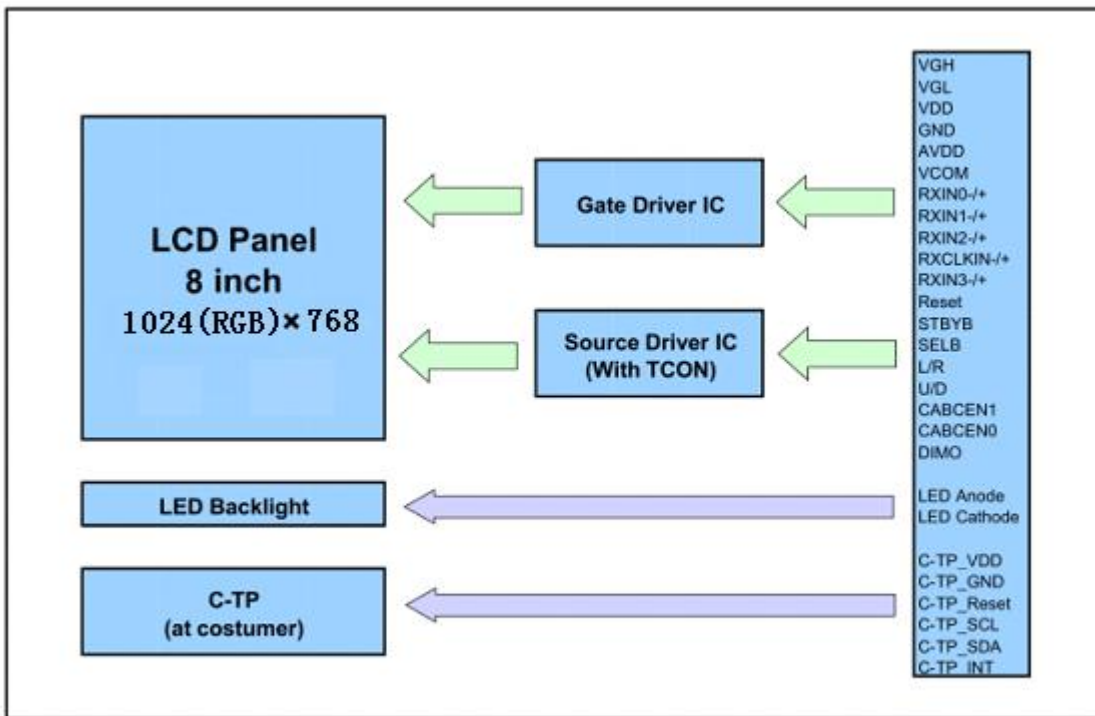 LCD Panel
8 inch
1024(RGB)×768
Gate Driver IC
Source Driver IC
(With TCON)
LED Backlight
C-TP
(at costumer)
VGH
VGL
VDD
GND
AVDD
VCOM
RXIN0-/+
RXIN1-/+
RXIN2-/+
RXCLKIN-/+
RXIN3-/+
Reset
STBYB
SELB
L/R
U/D
CABCEN1
CABCEN0
DIMO
LED Anode
LED Cathode
C-TP_VDD
C-TP_GND
C-TP_Reset
C-TP_SCL
C-TP_SDA
C-TP_INT